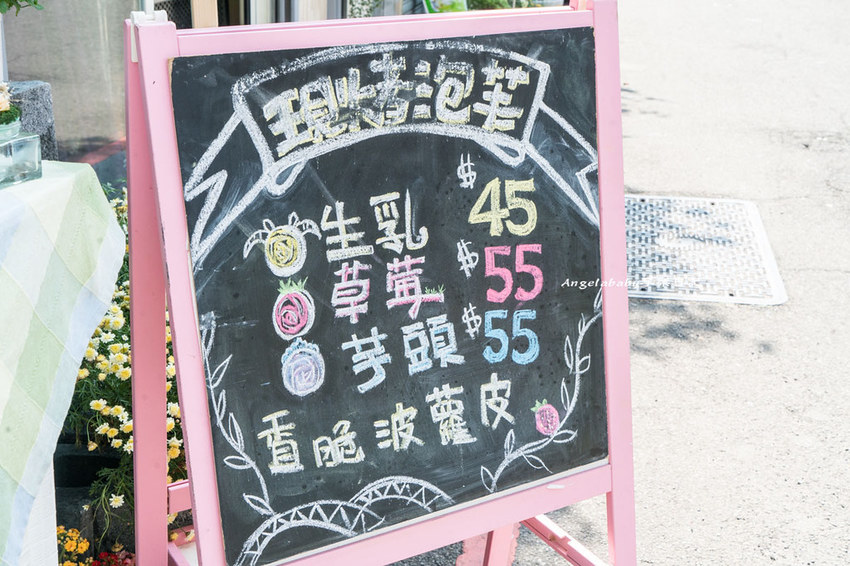 現烤泡芙
生乳 $45
草莓 $55
芋頭 $55
香脆波蘿皮
Angelababy